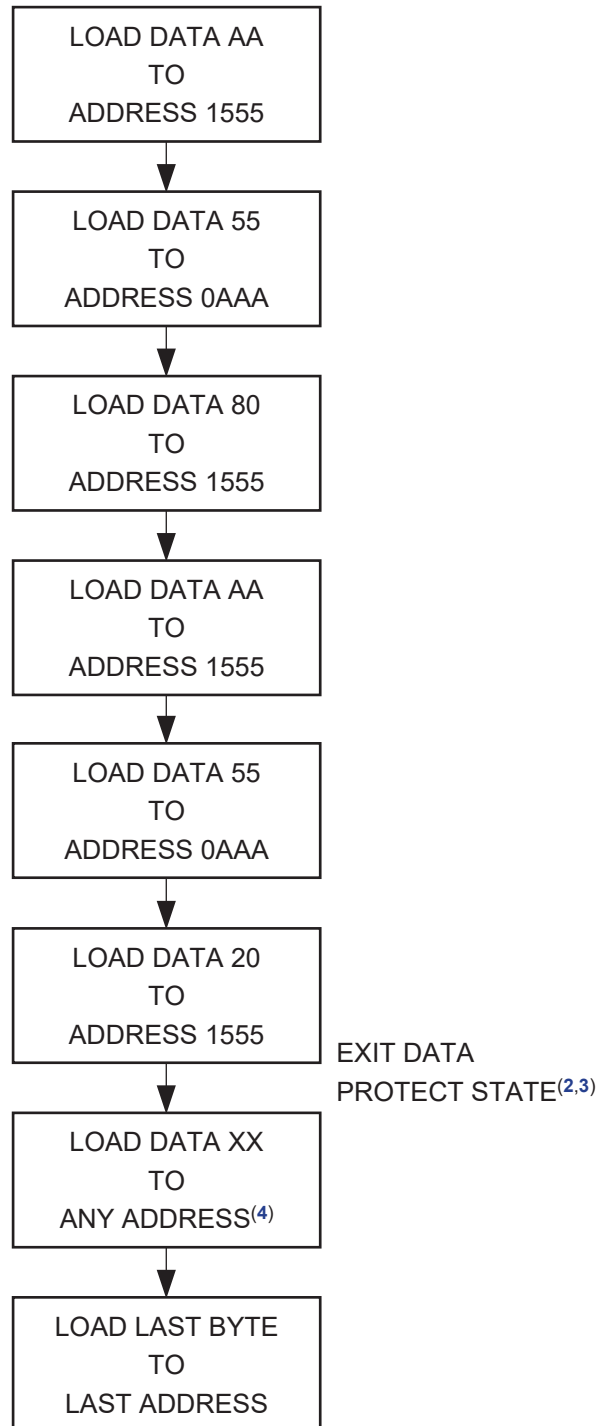 LOAD DATA AA
TO
ADDRESS 1555
LOAD DATA 55
TO
ADDRESS 0AAA
LOAD DATA 80
TO
ADDRESS 1555
LOAD DATA AA
TO
ADDRESS 1555
LOAD DATA 55
TO
ADDRESS 0AAA
LOAD DATA 20
TO
ADDRESS 1555
EXIT DATA
PROTECT STATE(2,3)
LOAD DATA XX
TO
ANY ADDRESS(4)
LOAD LAST BYTE
TO
LAST ADDRESS